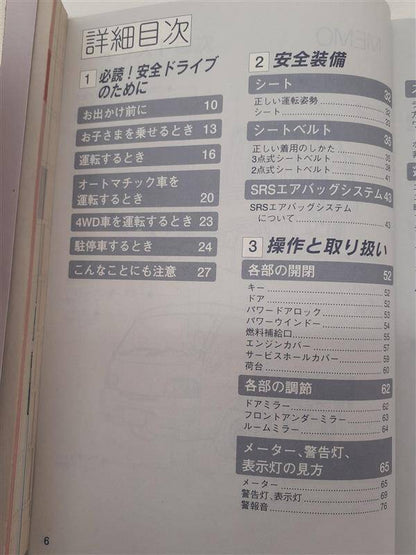 詳細目次
1 必読！安全ドライブ
のために
お出かけ前に 10
お子さまを乗せるとき 13
運転するとき 16
オートマチック車を
運転するとき 20
4WD車を運転するとき 23
駐停車するとき 24
こんなことにも注意 27
2 安全装備
シート 32
正しい運転姿勢 32
シート
シートベルト 35
正しい着用のしかた 35
3点式シートベルト
2点式シートベルト 41
SRSエアバッグシステム 43
SRSエアバッグシステム
について 43
3 操作と取り扱い
各部の開閉 52
キー 52
ドア 52
パワードアロック 53
パワーウインドー 54
燃料補給口 55
エンジンカバー 57
サービスホールカバー 59
荷台 60
各部の調節 62
ドアミラー 62
フロントアンダーミラー 63
ルームミラー 64
メーター、警告灯、
表示灯の見方 65
メーター 65
警告灯、表示灯 69
警報音 76
6
MEMO